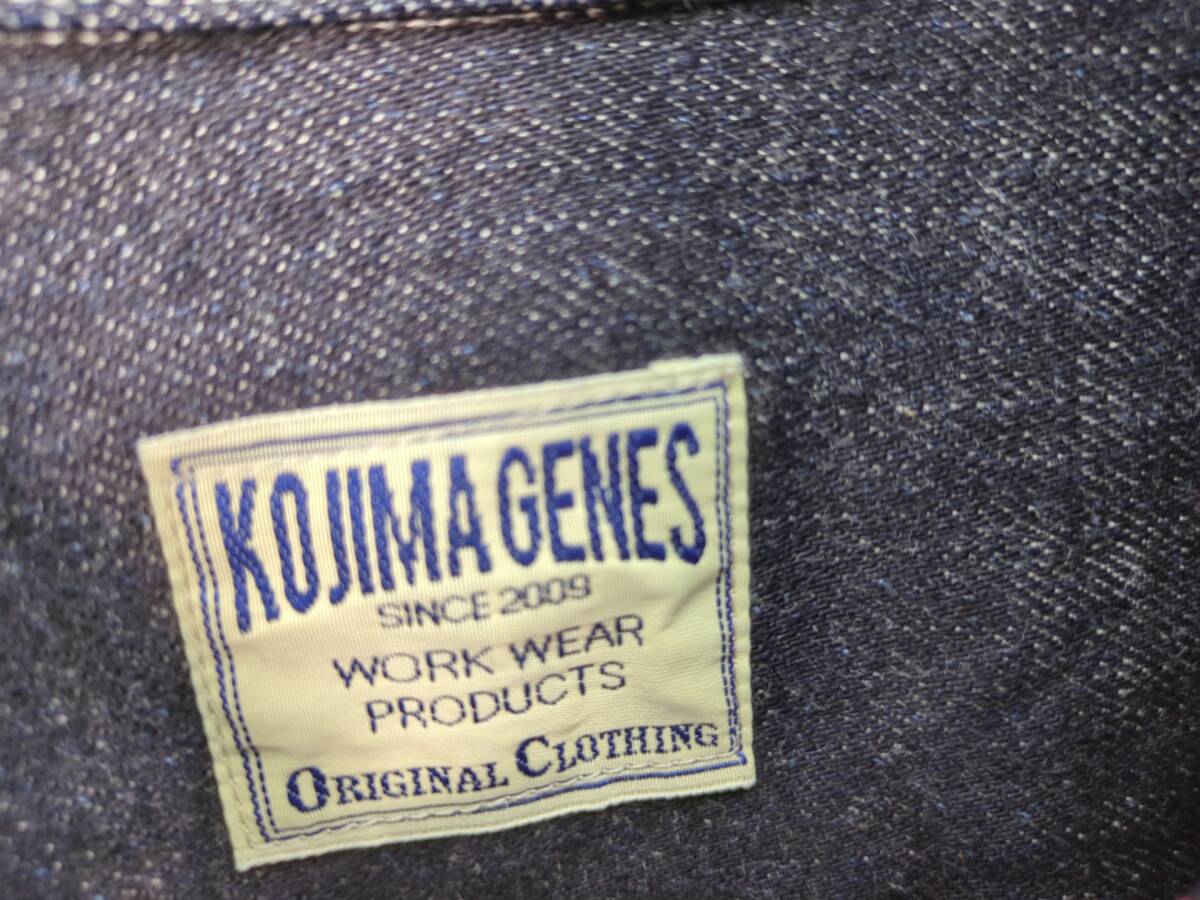 KOJIMA GENES
SINCE 2009
WORK WEAR
PRODUCTS
ORIGINAL CLOTHING